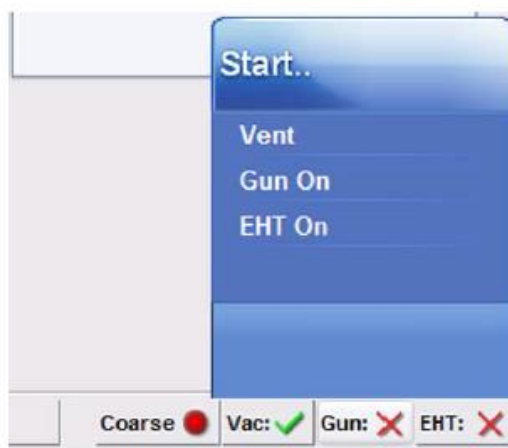 Start..
Vent
Gun On
EHT On
Coarse Vac: Gun: EHT: